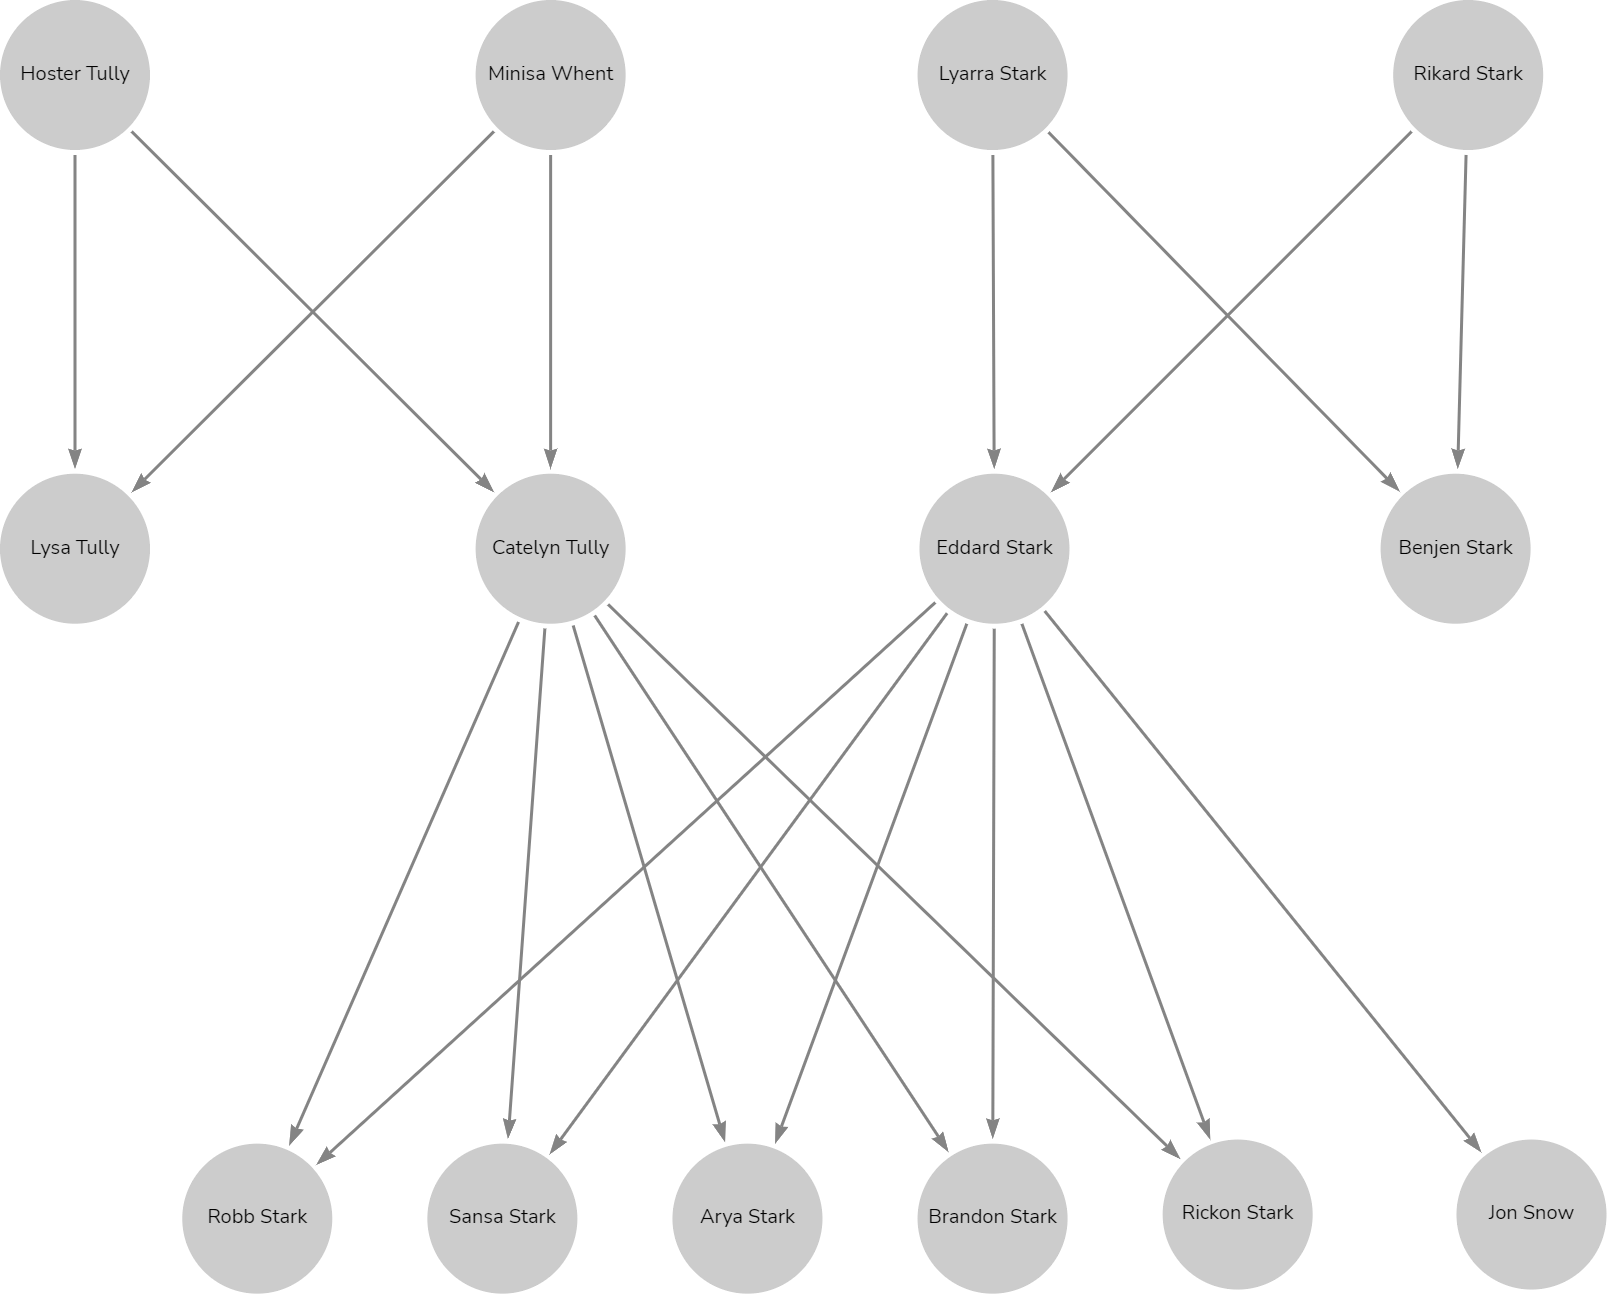 Hoster Tully
Minisa Whent
Lyarra Stark
Rikard Stark
Lysa Tully
Catelyn Tully
Eddard Stark
Benjen Stark
Robb Stark
Sansa Stark
Arya Stark
Brandon Stark
Rickon Stark
Jon Snow